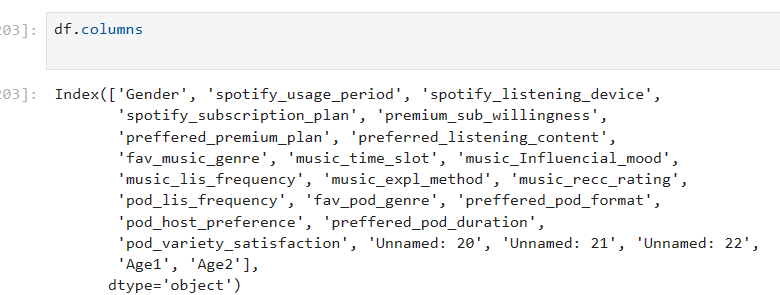 203]: df.columns
203]: Index(['Gender', 'spotify_usage_period', 'spotify_listening_device',
'spotify_subscription_plan', 'premium_sub_willingness',
'preffered_premium_plan', 'preferred_listening_content',
'fav_music_genre', 'music_time_slot', 'music_Influencial_mood',
'music_lis_frequency', 'music_expl_method', 'music_recc_rating',
'pod_lis_frequency', 'fav_pod_genre', 'preffered_pod_format',
'pod_host_preference', 'preffered_pod_duration',
'pod_variety_satisfaction', 'Unnamed: 20', 'Unnamed: 21', 'Unnamed: 22',
'Age1', 'Age2'],
dtype='object')